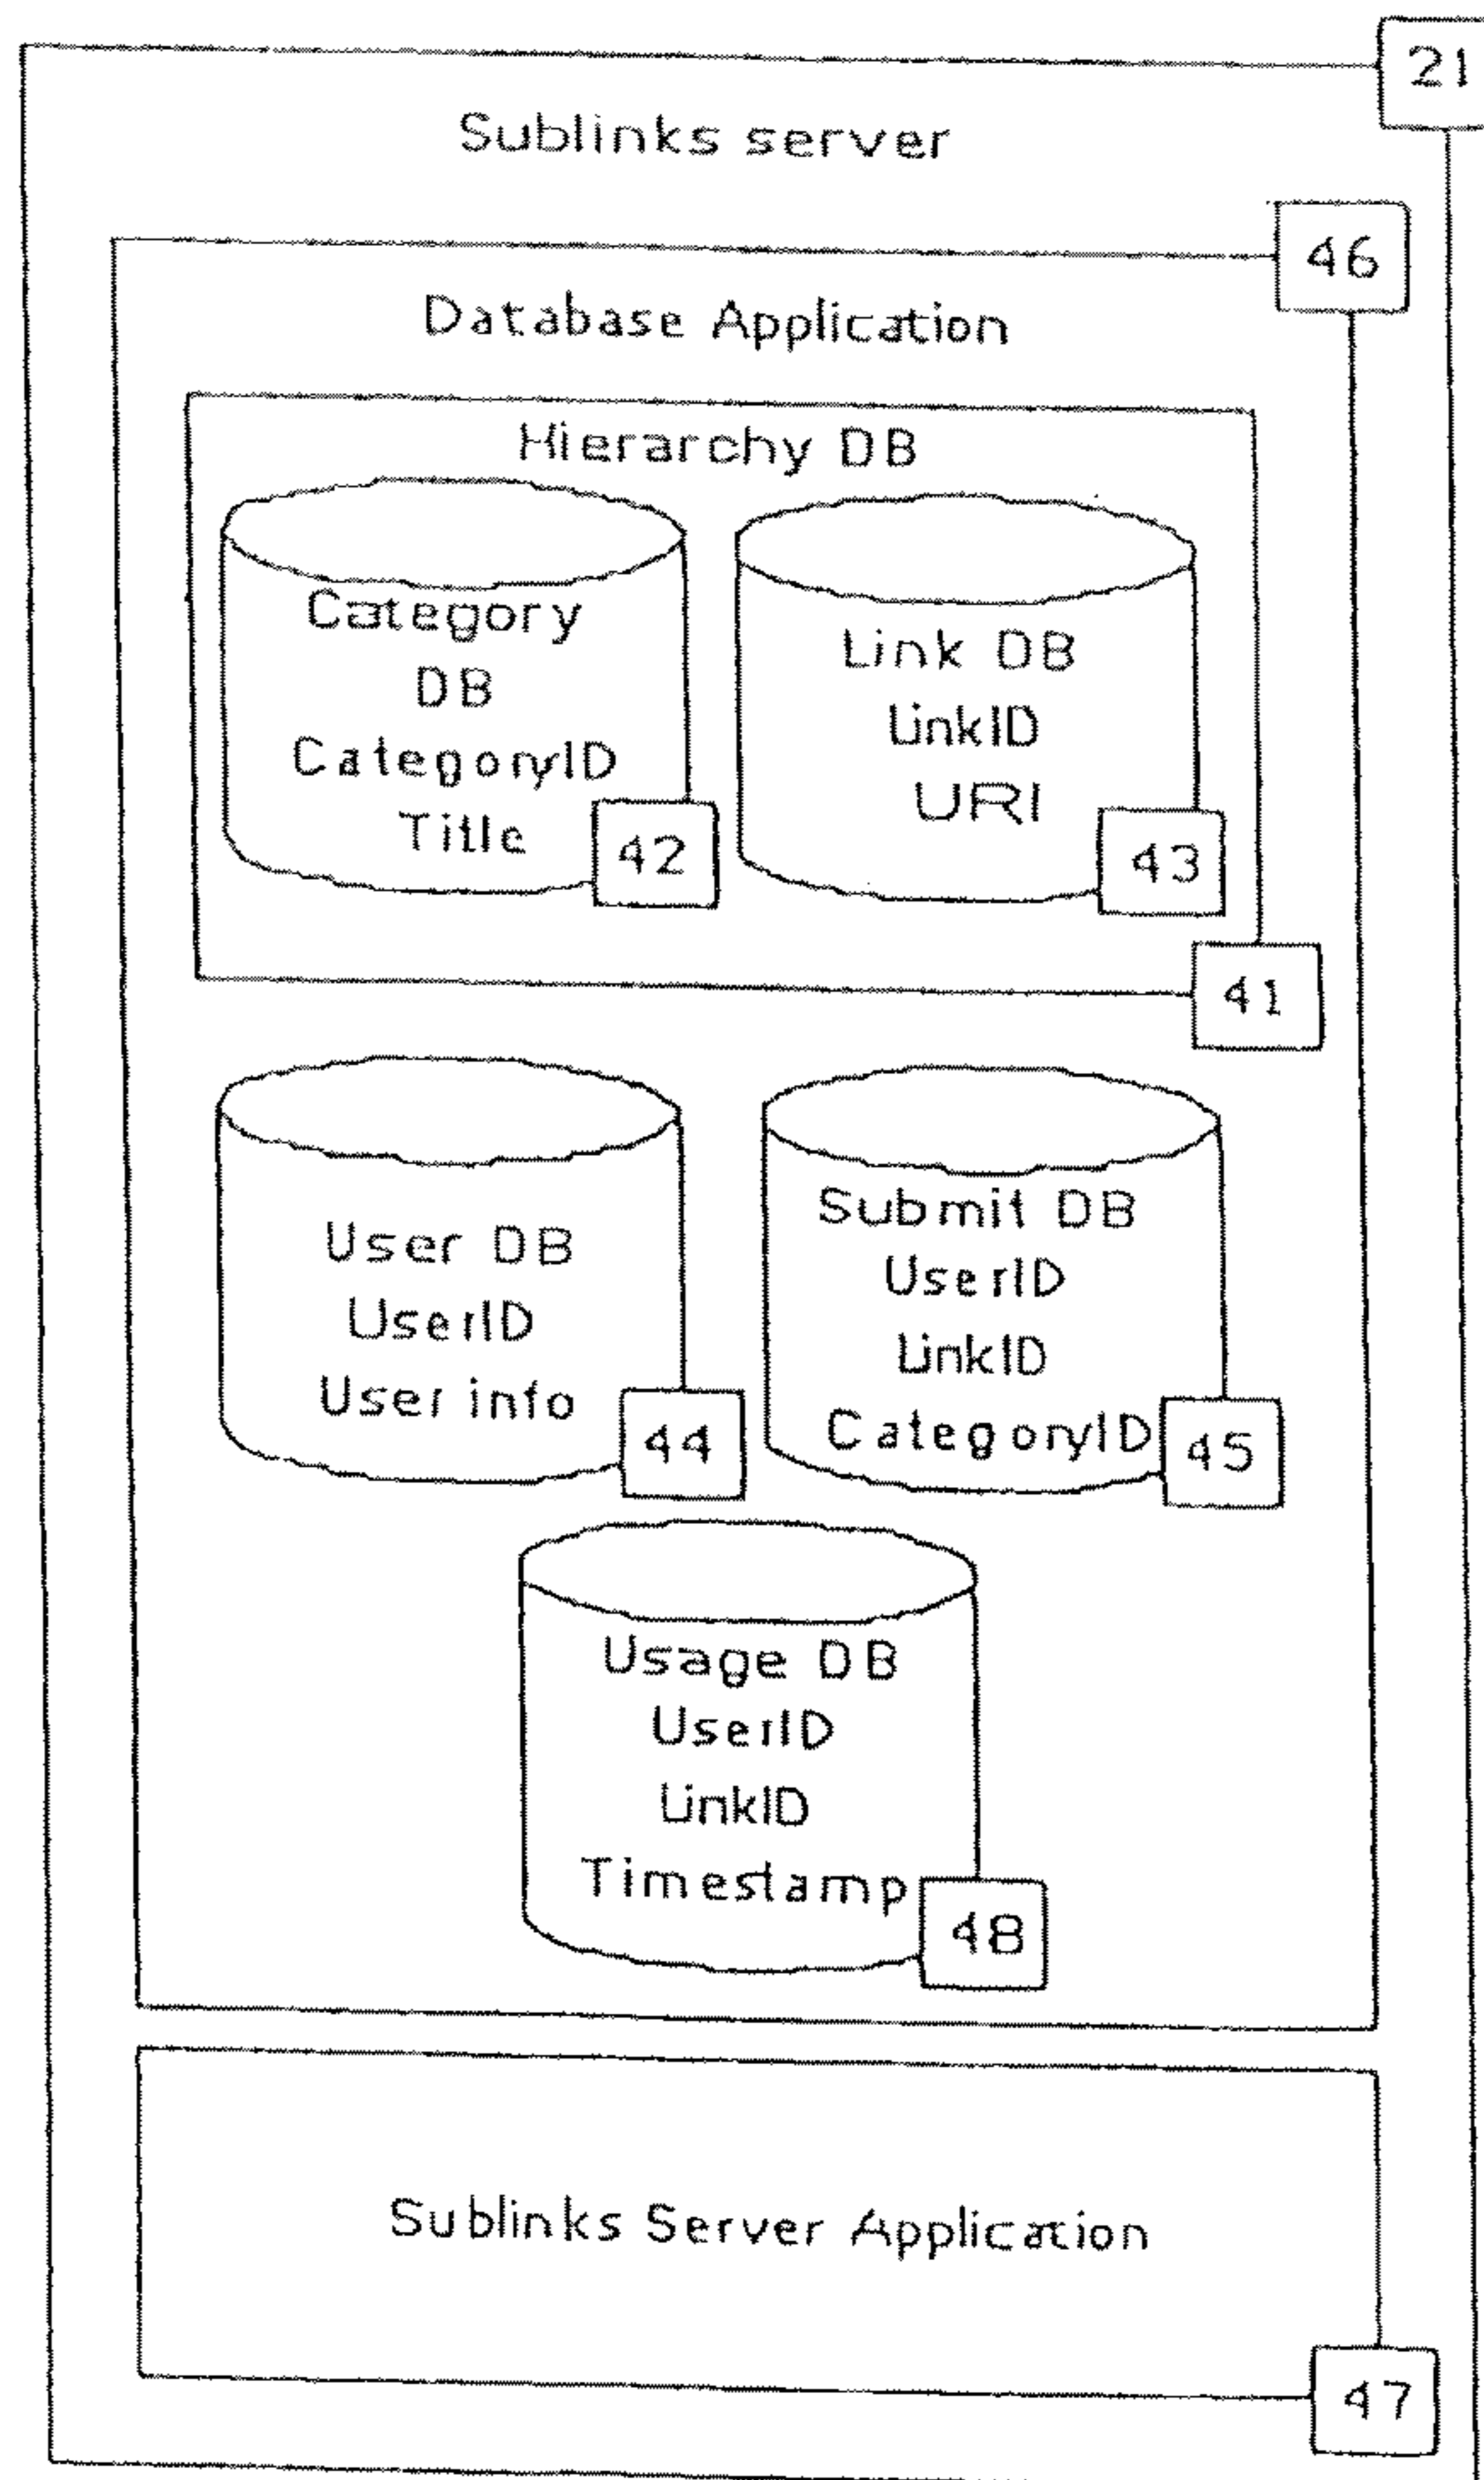 21
Sublinks server
46
Database Application
Hierarchy DB
Category
DB
CategoryID
Title
42
Link DB
LinkID
URI
43
41
User DB
UserID
User info
44
Submit DB
UserID
LinkID
CategoryID
45
Usage DB
UserID
LinkID
Timestamp
48
Sublinks Server Application
47